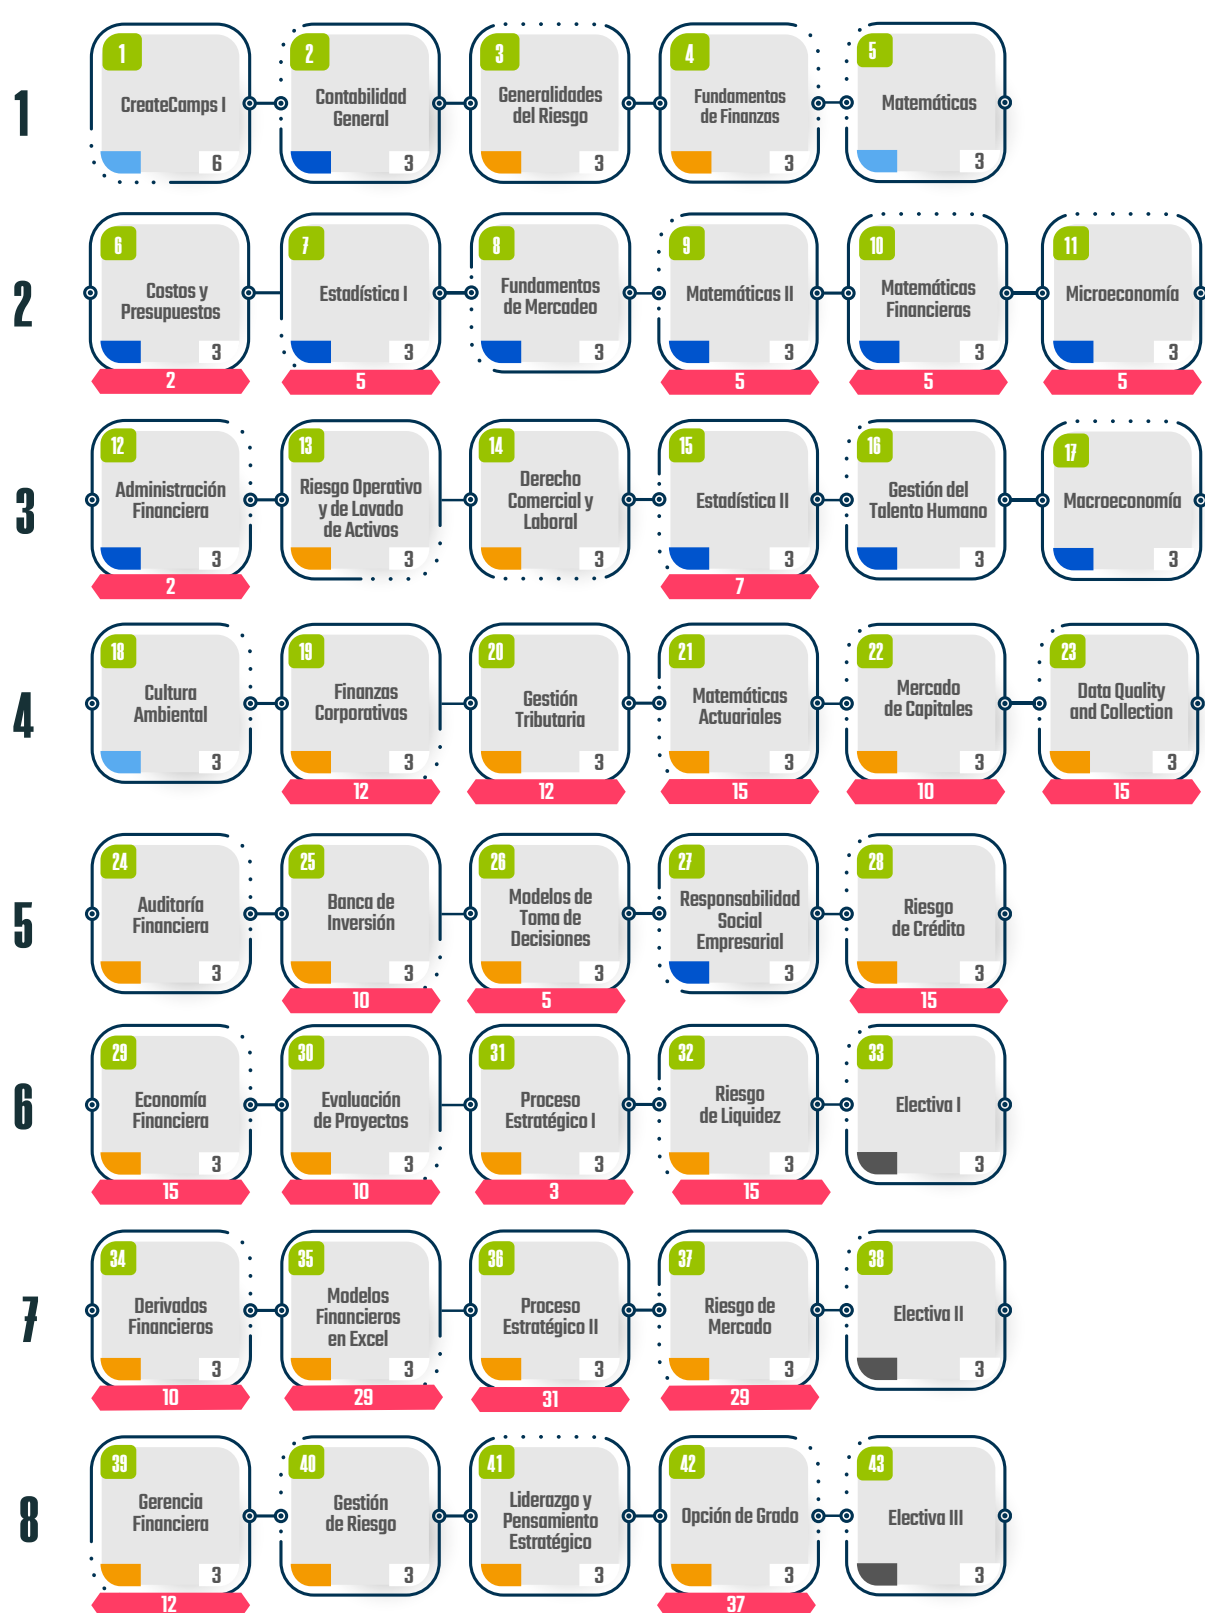 1
1
CreateCamps I
6
2
Contabilidad
General
3
3
Generalidades
del Riesgo
3
4
Fundamentos
de Finanzas
3
5
Matemáticas
3
2
6
Costos y
Presupuestos
3
2
7
Estadística I
3
5
8
Fundamentos
de Mercadeo
3
9
Matemáticas II
3
5
10
Matemáticas
Financieras
3
5
11
Microeconomía
3
5
3
12
Administración
Financiera
3
2
13
Riesgo Operativo
y de Lavado
de Activos
3
14
Derecho
Comercial y
Laboral
3
15
Estadística II
3
7
16
Gestión del
Talento Humano
3
17
Macroeconomía
3
4
18
Cultura
Ambiental
3
19
Finanzas
Corporativas
3
12
20
Gestión
Tributaria
3
12
21
Matemáticas
Actuariales
3
15
22
Mercado
de Capitales
3
10
23
Data Quality
and Collection
3
15
5
24
Auditoría
Financiera
3
25
Banca de
Inversión
3
10
26
Modelos de
Toma de
Decisiones
3
5
27
Responsabilidad
Social
Empresarial
3
28
Riesgo
de Crédito
3
15
6
29
Economía
Financiera
3
15
30
Evaluación
de Proyectos
3
10
31
Proceso
Estratégico I
3
3
32
Riesgo
de Liquidez
3
15
33
Electiva I
3
7
34
Derivados
Financieros
3
10
35
Modelos
Financieros
en Excel
3
29
36
Proceso
Estratégico II
3
31
37
Riesgo de
Mercado
3
29
38
Electiva II
3
8
39
Gerencia
Financiera
3
12
40
Gestión
de Riesgo
3
41
Liderazgo y
Pensamiento
Estratégico
3
42
Opción de Grado
3
37
43
Electiva III
3